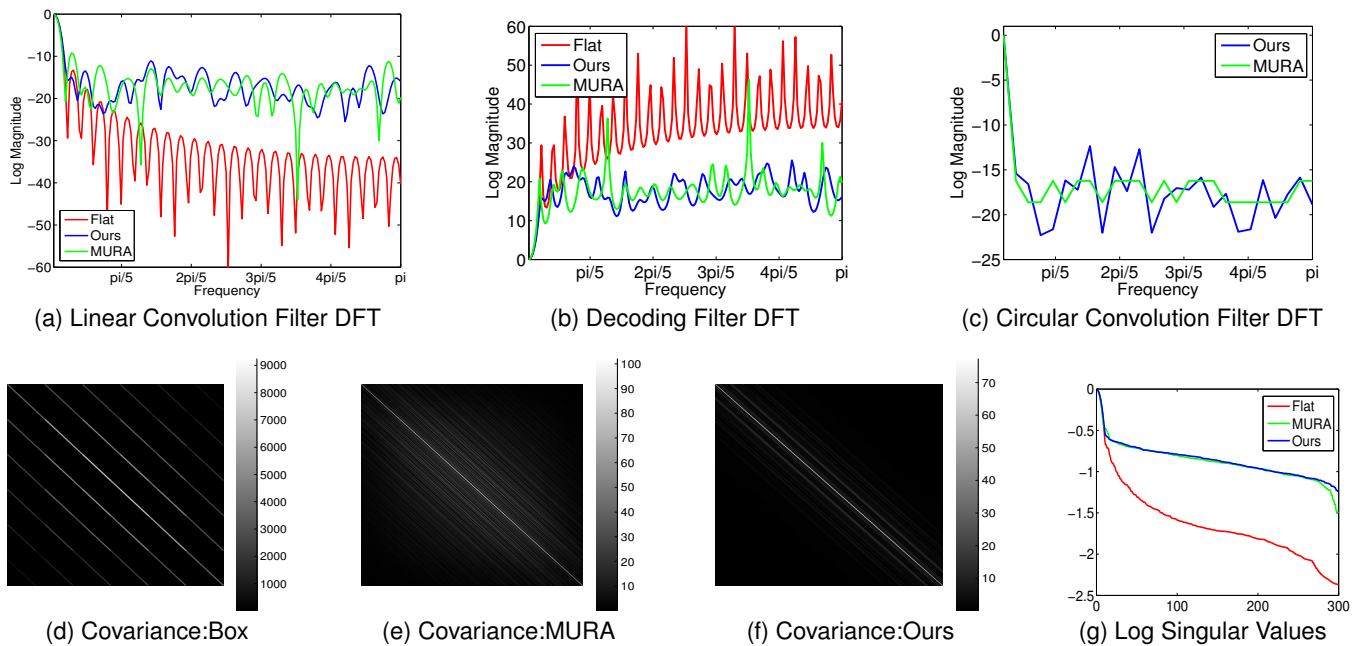 0
−10
−20
−30
−40
−50
−60
Log Magnitude
Flat
Ours
MURA
pi/5 2pi/5 3pi/5 4pi/5 pi
Frequency
(a) Linear Convolution Filter DFT
60
50
40
30
20
10
0
Log Magnitude
Flat
Ours
MURA
pi/5 2pi/5 3pi/5 4pi/5 pi
Frequency
(b) Decoding Filter DFT
0
−5
−10
−15
−20
−25
Log Magnitude
Ours
MURA
pi/5 2pi/5 3pi/5 4pi/5 pi
Frequency
(c) Circular Convolution Filter DFT
9000
8000
7000
6000
5000
4000
3000
2000
1000
(d) Covariance:Box
100
90
80
70
60
50
40
30
20
10
(e) Covariance:MURA
70
60
50
40
30
20
10
(f) Covariance:Ours
0
−0.5
−1
−1.5
−2
−2.5
Flat
MURA
Ours
0 100 200 300
(g) Log Singular Values